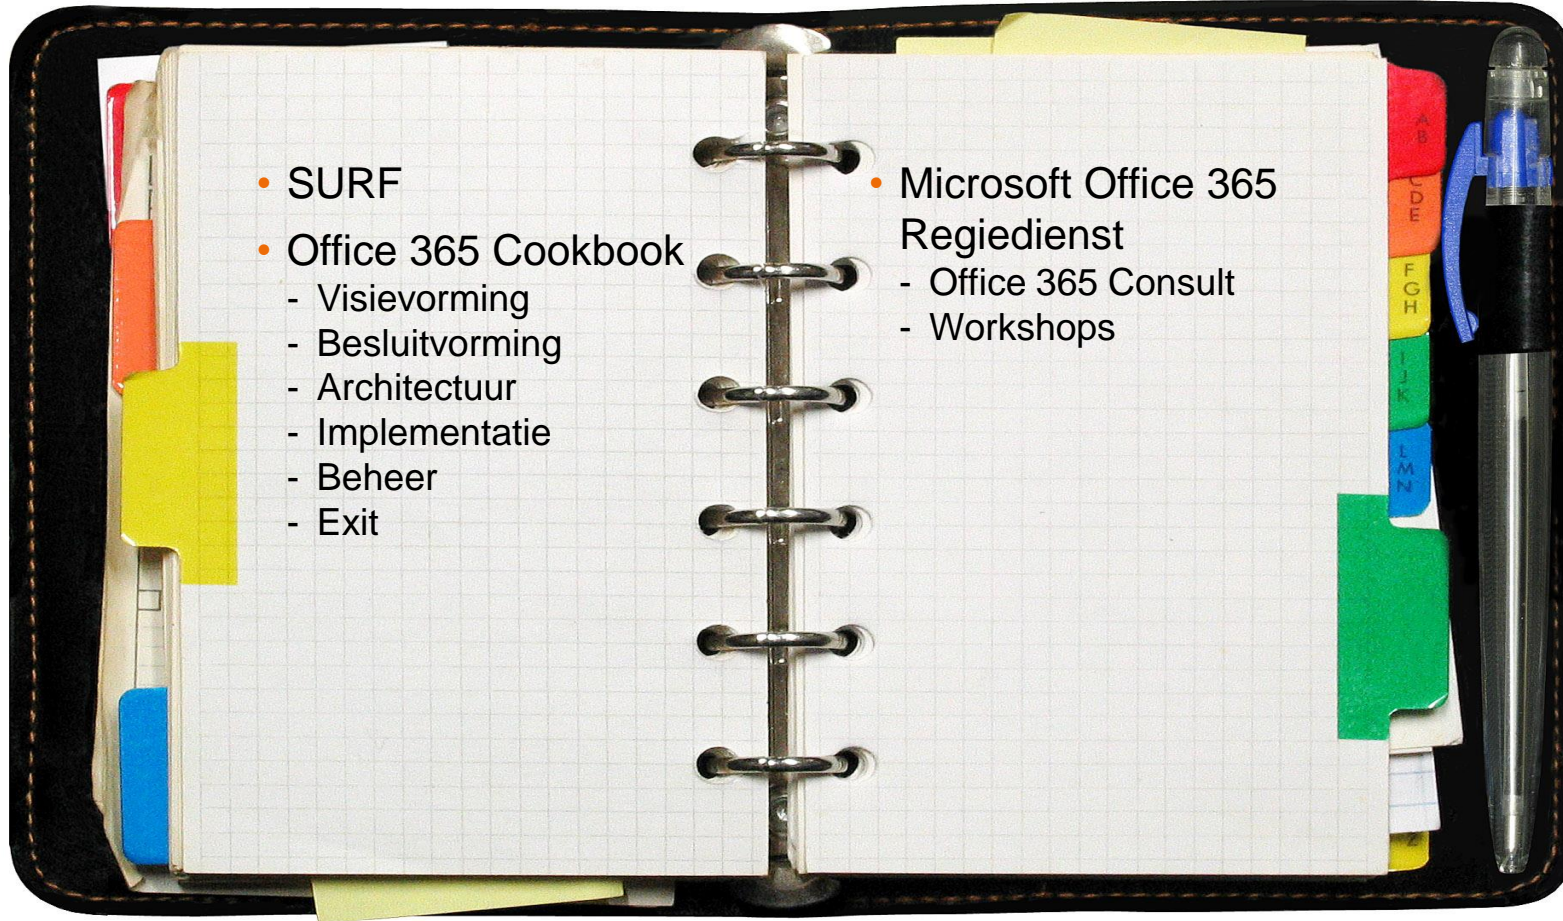 • SURF
• Office 365 Cookbook
- Visievorming
- Besluitvorming
- Architectuur
- Implementatie
- Beheer
- Exit
• Microsoft Office 365
Regiedienst
- Office 365 Consult
- Workshops
A
B
C
D
E
F
G
H
I
J
K
L
M
N
Z